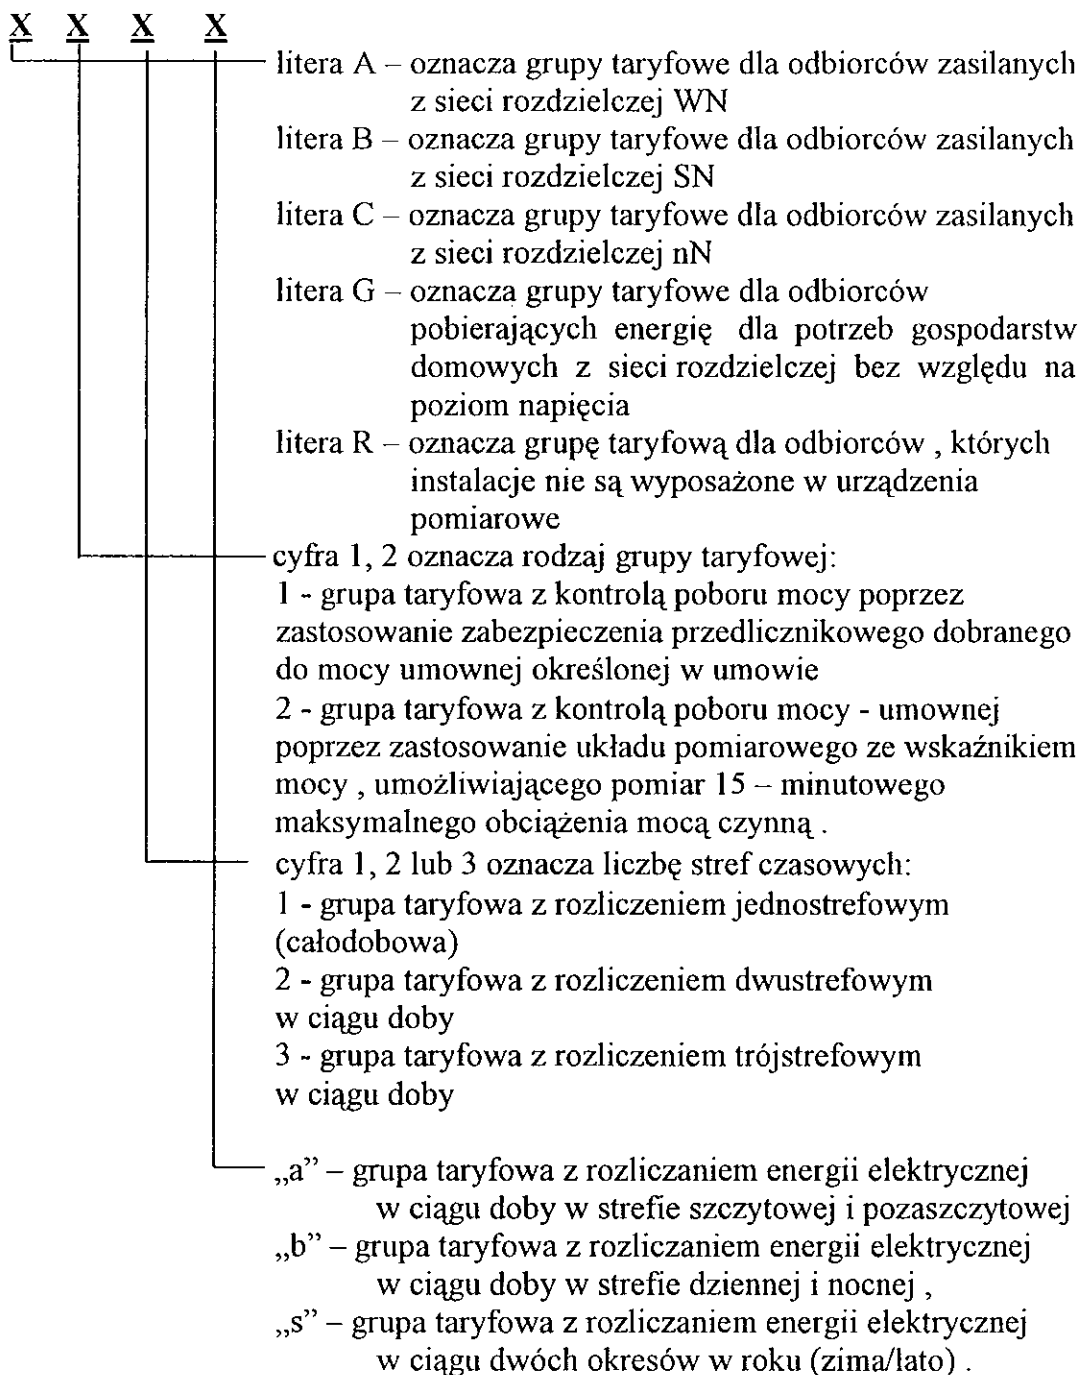 X X X X
litera A – oznacza grupy taryfowe dla odbiorców zasilanych
z sieci rozdzielczej WN
litera B – oznacza grupy taryfowe dla odbiorców zasilanych
z sieci rozdzielczej SN
litera C – oznacza grupy taryfowe dla odbiorców zasilanych
z sieci rozdzielczej nN
litera G – oznacza grupy taryfowe dla odbiorców
pobierających energię dla potrzeb gospodarstw
domowych z sieci rozdzielczej bez względu na
poziom napięcia
litera R – oznacza grupę taryfową dla odbiorców , których
instalacje nie są wyposażone w urządzenia
pomiarowe
cyfra 1, 2 oznacza rodzaj grupy taryfowej:
1 - grupa taryfowa z kontrolą poboru mocy poprzez
zastosowanie zabezpieczenia przedlicznikowego dobranego
do mocy umownej określonej w umowie
2 - grupa taryfowa z kontrolą poboru mocy - umownej
poprzez zastosowanie układu pomiarowego ze wskaźnikiem
mocy , umożliwiającego pomiar 15 – minutowego
maksymalnego obciążenia mocą czynną .
cyfra 1, 2 lub 3 oznacza liczbę stref czasowych:
1 - grupa taryfowa z rozliczeniem jednostrefowym
(całodobowa)
2 - grupa taryfowa z rozliczeniem dwustrefowym
w ciągu doby
3 - grupa taryfowa z rozliczeniem trójstrefowym
w ciągu doby
„a” – grupa taryfowa z rozliczaniem energii elektrycznej
w ciągu doby w strefie szczytowej i pozaszczytowej
„b” – grupa taryfowa z rozliczaniem energii elektrycznej
w ciągu doby w strefie dziennej i nocnej ,
„s” – grupa taryfowa z rozliczaniem energii elektrycznej
w ciągu dwóch okresów w roku (zima/lato) .